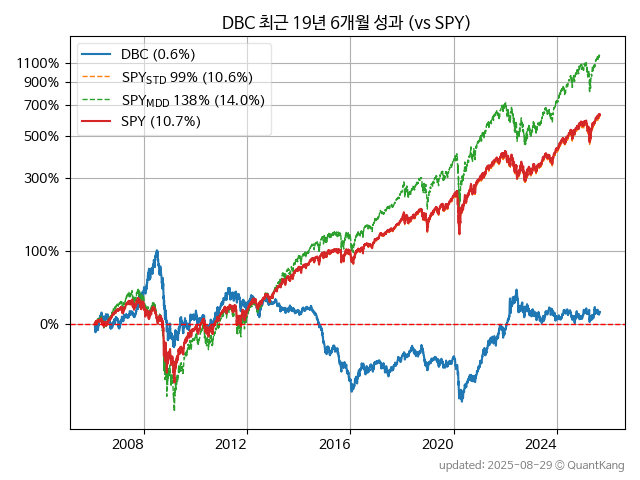 DBC 최근 19년 6개월 성과 (vs SPY)
DBC (0.6%)
SPY_STD 99% (10.6%)
SPY_MDD 138% (14.0%)
SPY (10.7%)
1100%
900%
700%
500%
300%
100%
0%
2008 2012 2016 2020 2024
updated: 2025-08-29 © QuantKang